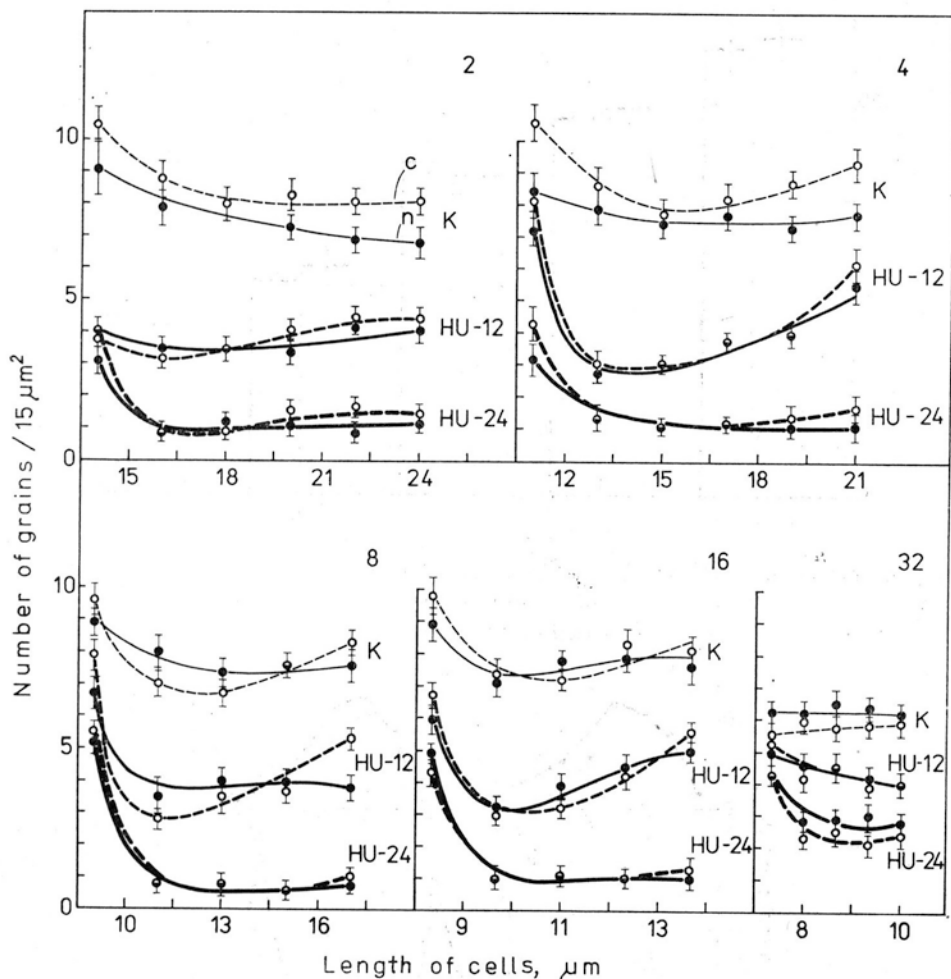 2
4
10
5
0
c
n
K
HU-12
HU-24
K
HU-12
HU-24
15
18
21
24
12
15
18
21
8
16
32
10
5
0
K
HU-12
HU-24
K
HU-12
HU-24
K
HU-12
HU-24
10
13
16
9
11
13
8
10
Number of grains / 15 μm²
Length of cells, μm